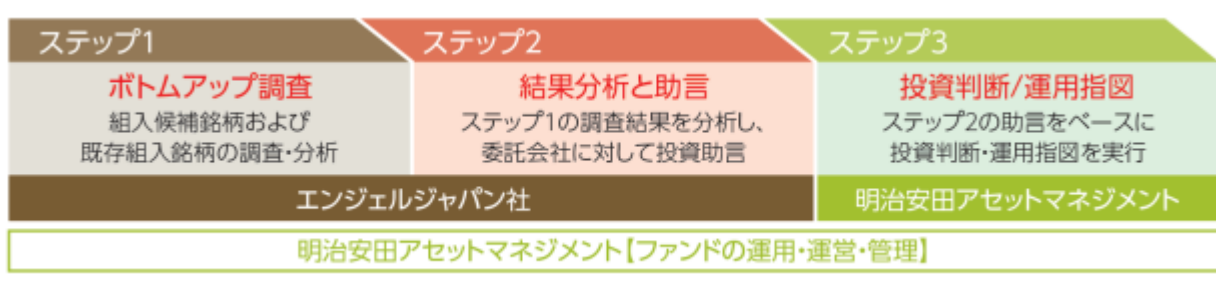 ステップ1
ステップ2
ステップ3
ボトムアップ調査
組入候補銘柄および
既存組入銘柄の調査・分析
結果分析と助言
ステップ1の調査結果を分析し、
委託会社に対して投資助言
投資判断/運用指図
ステップ2の助言をベースに
投資判断・運用指図を実行
エンジェルジャパン社
明治安田アセットマネジメント
明治安田アセットマネジメント【ファンドの運用・運営・管理】